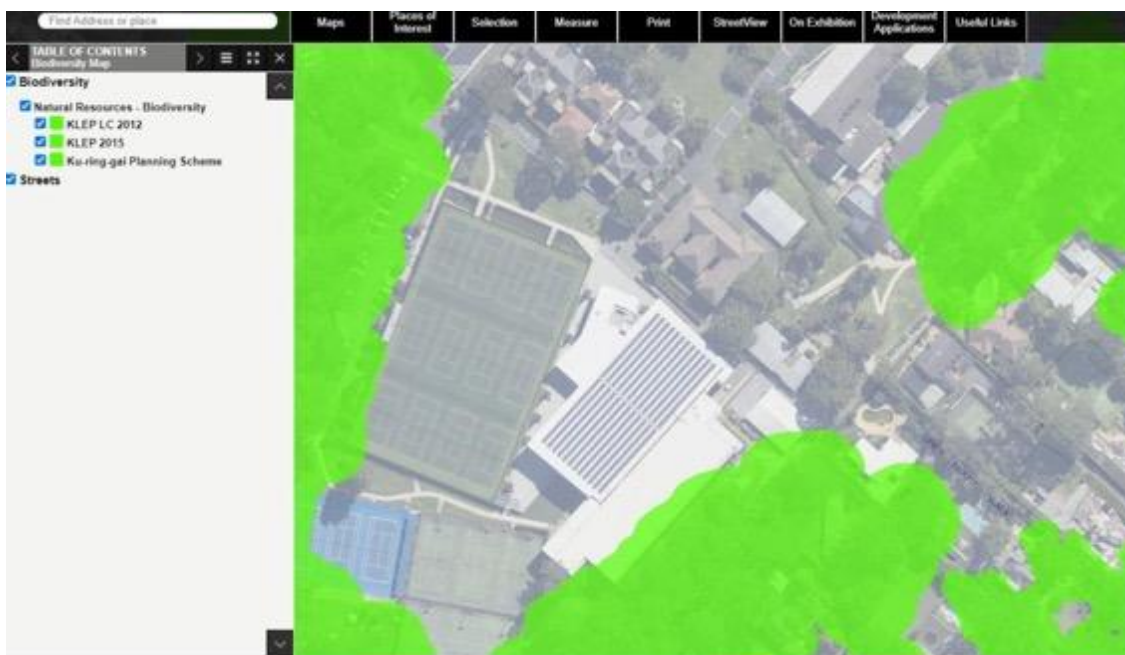 Find Address or place
Maps
Places of
Interest
Selection
Measure
Print
StreetView
On Exhibition
Development
Applications
Useful Links
TABLE OF CONTENTS
Biodiversity Map
Biodiversity
Natural Resources - Biodiversity
KLEP LC 2012
KLEP 2015
Ku-ring-gai Planning Scheme
Streets